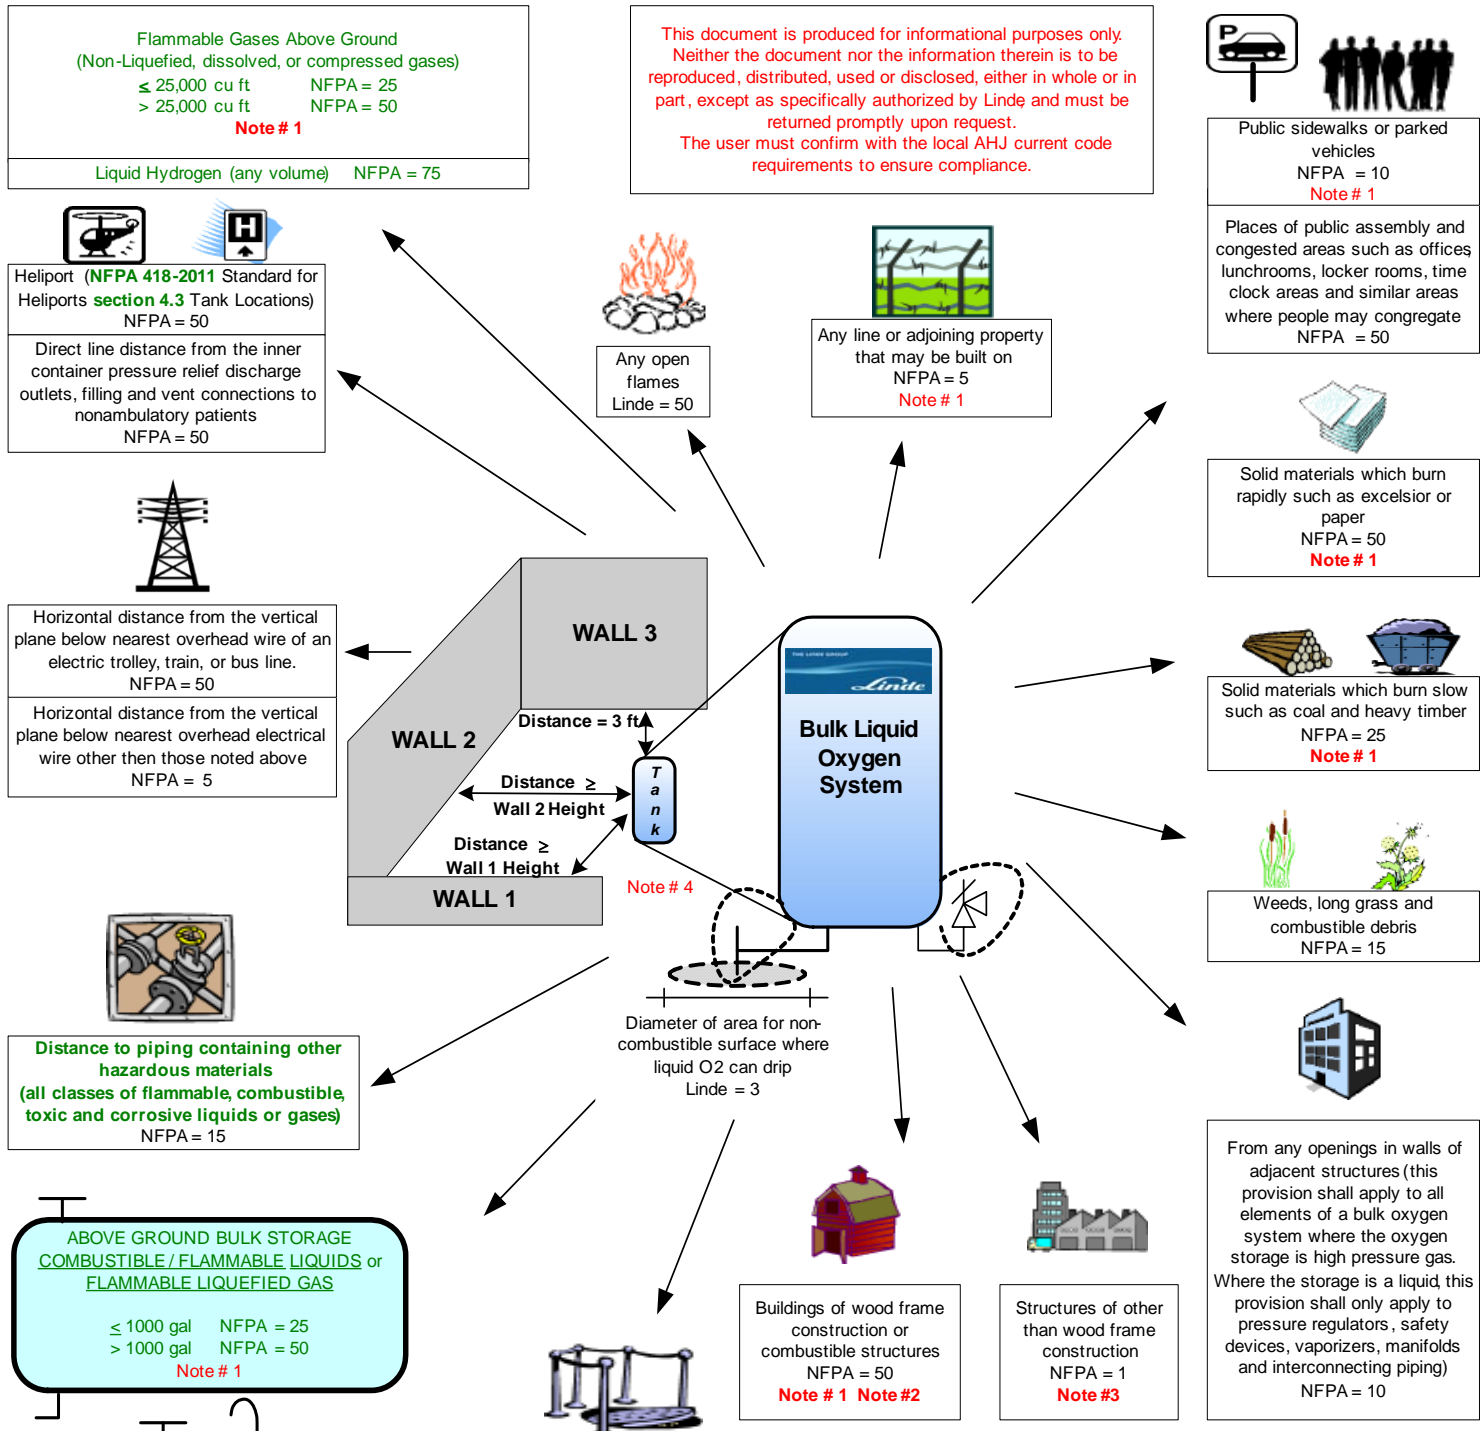 Flammable Gases Above Ground
(Non-Liquefied, dissolved, or compressed gases)
≤ 25,000 cu ft NFPA = 25
> 25,000 cu ft NFPA = 50
Note # 1
Liquid Hydrogen (any volume) NFPA = 75
This document is produced for informational purposes only.
Neither the document nor the information therein is to be
reproduced, distributed, used or disclosed, either in whole or in
part, except as specifically authorized by Linde, and must be
returned promptly upon request.
The user must confirm with the local AHJ current code
requirements to ensure compliance.
P
Public sidewalks or parked
vehicles
NFPA = 10
Note # 1
Places of public assembly and
congested areas such as offices,
lunchrooms, locker rooms, time
clock areas and similar areas
where people may congregate
NFPA = 50
H
Heliport (NFPA 418-2011 Standard for
Heliports section 4.3 Tank Locations)
NFPA = 50
Direct line distance from the inner
container pressure relief discharge
outlets, filling and vent connections to
nonambulatory patients
NFPA = 50
Any open
flames
Linde = 50
Any line or adjoining property
that may be built on
NFPA = 5
Note # 1
Solid materials which burn
rapidly such as excelsior or
paper
NFPA = 50
Note # 1
Horizontal distance from the vertical
plane below nearest overhead wire of an
electric trolley, train, or bus line.
NFPA = 50
Horizontal distance from the vertical
plane below nearest overhead electrical
wire other then those noted above
NFPA = 5
WALL 3
WALL 2
WALL 1
Distance = 3 ft
Distance ≥
Wall 2 Height
Distance ≥
Wall 1 Height
Tank
Note # 4
THE LINDE GROUP
Linde
Bulk Liquid
Oxygen
System
Solid materials which burn slow
such as coal and heavy timber
NFPA = 25
Note # 1
Weeds, long grass and
combustible debris
NFPA = 15
Diameter of area for non-
combustible surface where
liquid O2 can drip
Linde = 3
Distance to piping containing other
hazardous materials
(all classes of flammable, combustible,
toxic and corrosive liquids or gases)
NFPA = 15
ABOVE GROUND BULK STORAGE
COMBUSTIBLE / FLAMMABLE LIQUIDS or
FLAMMABLE LIQUEFIED GAS
≤ 1000 gal NFPA = 25
> 1000 gal NFPA = 50
Note # 1
Buildings of wood frame
construction or
combustible structures
NFPA = 50
Note # 1 Note #2
Structures of other
than wood frame
construction
NFPA = 1
Note #3
From any openings in walls of
adjacent structures (this
provision shall apply to all
elements of a bulk oxygen
system where the oxygen
storage is high pressure gas.
Where the storage is a liquid, this
provision shall only apply to
pressure regulators, safety
devices, vaporizers, manifolds
and interconnecting piping)
NFPA = 10